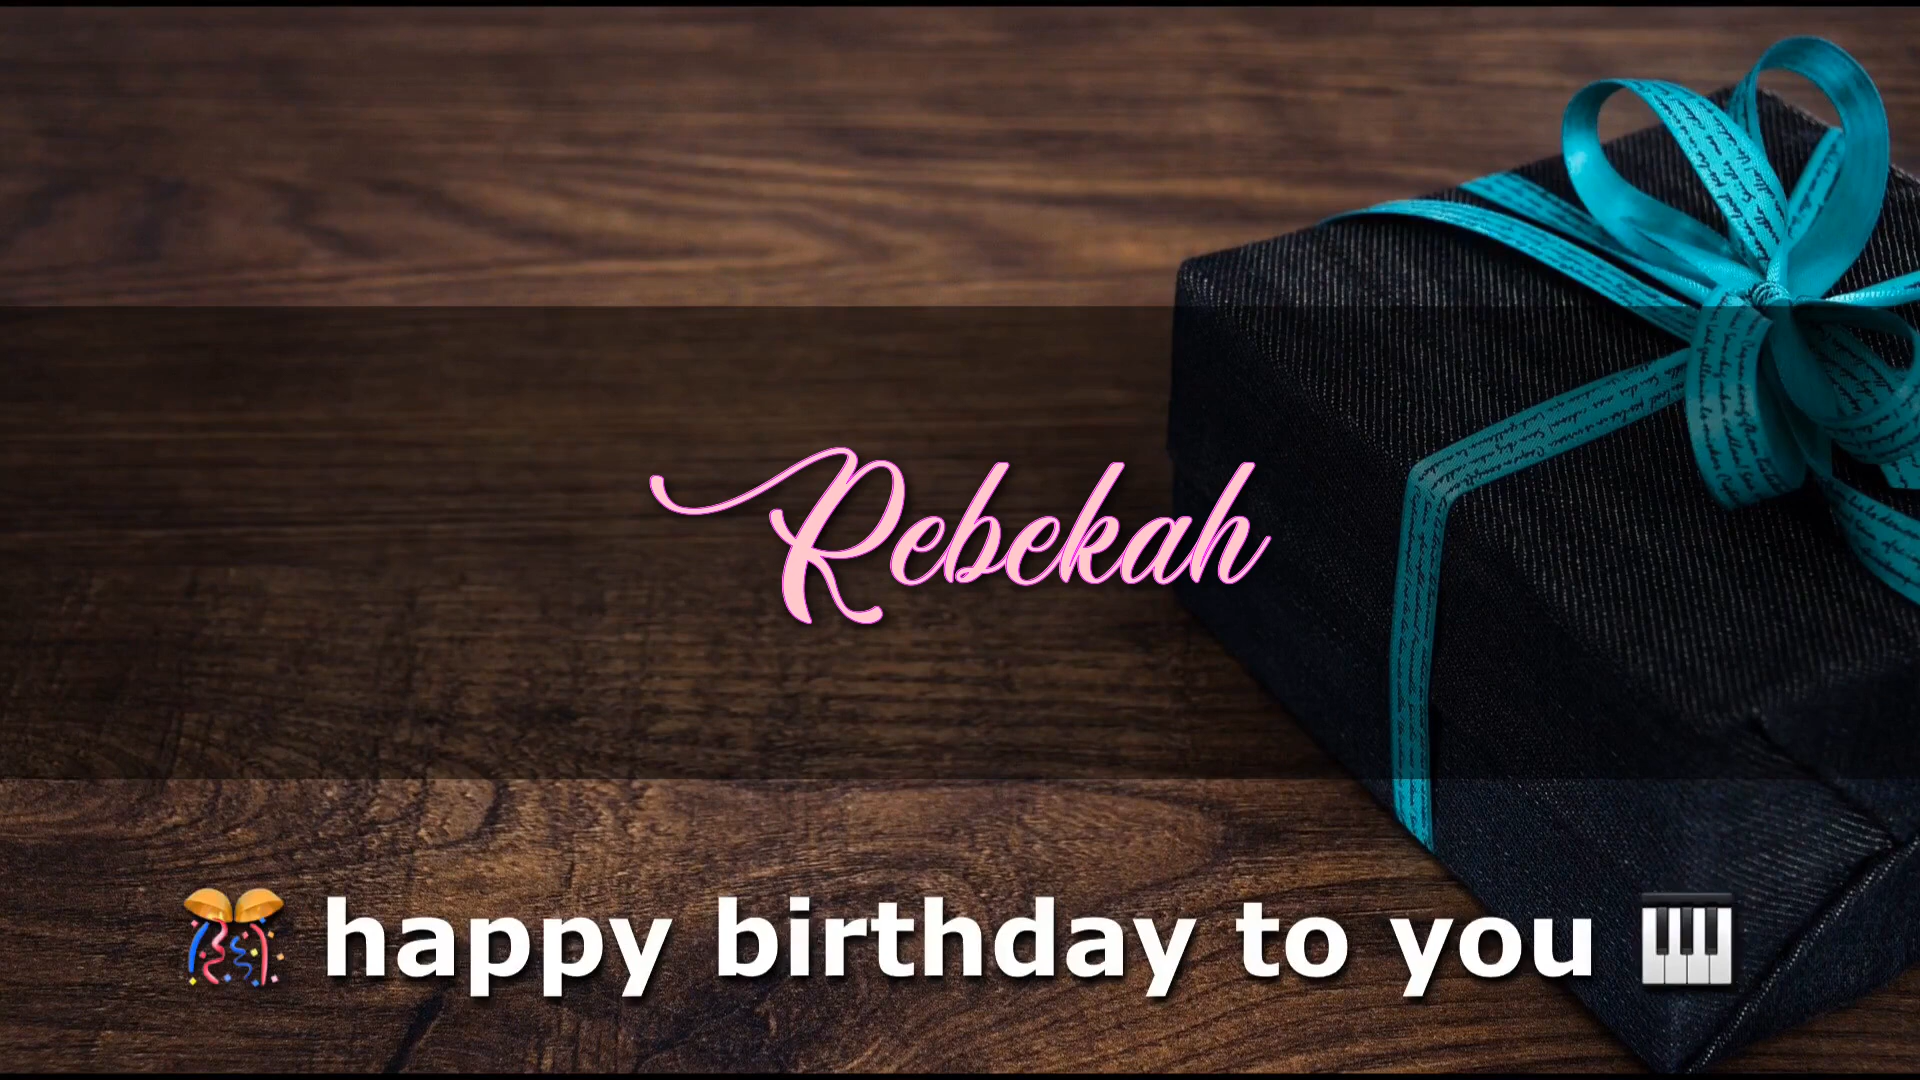 Rebekah
🎊 happy birthday to you 🎹